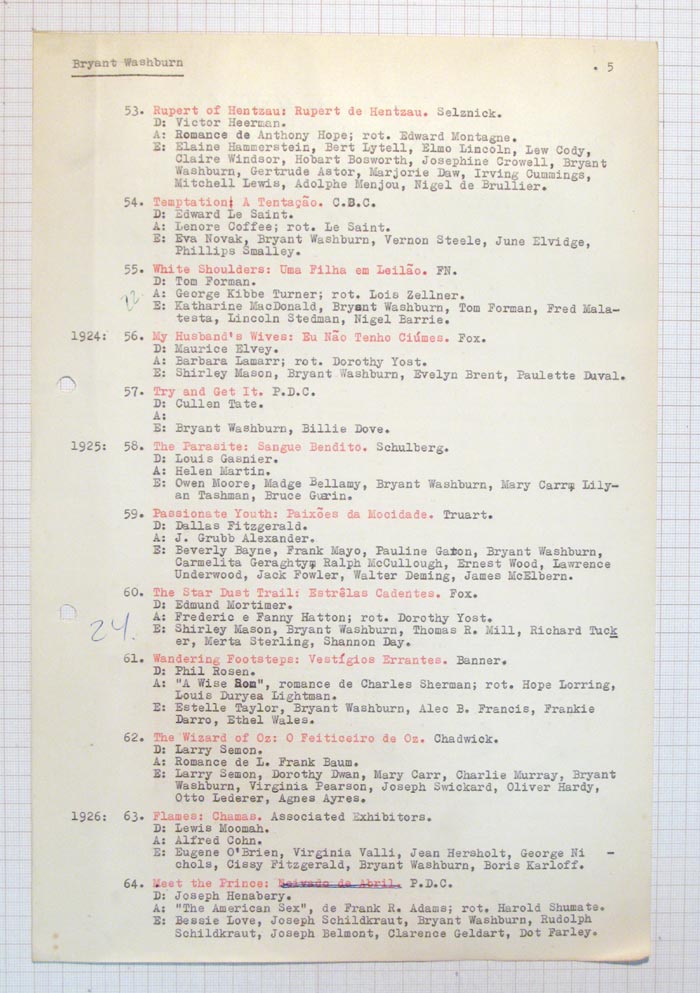 Bryant Washburn
. 5
53. Rupert of Hentzau: Rupert de Hentzau. Selznick.
D: Victor Heerman.
A: Romance de Anthony Hope; rot. Edward Montagne.
E: Elaine Hammerstein, Bert Lytell, Elmo Lincoln, Lew Cody,
Claire Windsor, Hobart Bosworth, Josephine Crowell, Bryant
Washburn, Gertrude Astor, Marjorie Daw, Irving Cummings,
Mitchell Lewis, Adolphe Menjou, Nigel de Brullier.
54. Temptation: A Tentação. C.B.C.
D: Edward Le Saint.
A: Lenore Coffee; rot. Le Saint.
E: Eva Novak, Bryant Washburn, Vernon Steele, June Elvidge,
Phillips Smalley.
55. White Shoulders: Uma Filha em Leilão. FN.
D: Tom Forman.
22. A: George Kibbe Turner; rot. Lois Zellner.
E: Katharine MacDonald, Bryant Washburn, Tom Forman, Fred Mala-
testa, Lincoln Stedman, Nigel Barrie.
1924: 56. My Husband's Wives: Eu Não Tenho Ciúmes. Fox.
D: Maurice Elvey.
A: Barbara Lamarr; rot. Dorothy Yost.
E: Shirley Mason, Bryant Washburn, Evelyn Brent, Paulette Duval.
57. Try and Get It. P.D.C.
D: Cullen Tate.
A:
E: Bryant Washburn, Billie Dove.
1925: 58. The Parasite: Sangue Bendito. Schulberg.
D: Louis Gasnier.
A: Helen Martin.
E: Owen Moore, Madge Bellamy, Bryant Washburn, Mary Carr, Lily-
an Tashman, Bruce Guerin.
59. Passionate Youth: Paixões da Mocidade. Truart.
D: Dallas Fitzgerald.
A: J. Grubb Alexander.
E: Beverly Bayne, Frank Mayo, Pauline Garon, Bryant Washburn,
Carmelita Geraghty, Ralph McCullough, Ernest Wood, Lawrence
Underwood, Jack Fowler, Walter Deming, James McElbern.
60. The Star Dust Trail: Estrêlas Cadentes. Fox.
D: Edmund Mortimer.
A: Frederic e Fanny Hatton; rot. Dorothy Yost.
24. E: Shirley Mason, Bryant Washburn, Thomas R. Mill, Richard Tuck
er, Merta Sterling, Shannon Day.
61. Wandering Footsteps: Vestígios Errantes. Banner.
D: Phil Rosen.
A: "A Wise Son", romance de Charles Sherman; rot. Hope Lorring,
Louis Duryea Lightman.
E: Estelle Taylor, Bryant Washburn, Alec B. Francis, Frankie
Darro, Ethel Wales.
62. The Wizard of Oz: O Feiticeiro de Oz. Chadwick.
D: Larry Semon.
A: Romance de L. Frank Baum.
E: Larry Semon, Dorothy Dwan, Mary Carr, Charlie Murray, Bryant
Washburn, Virginia Pearson, Joseph Swickard, Oliver Hardy,
Otto Lederer, Agnes Ayres.
1926: 63. Flames: Chamas. Associated Exhibitors.
D: Lewis Moomah.
A: Alfred Cohn.
E: Eugene O'Brien, Virginia Valli, Jean Hersholt, George Ni -
chols, Cissy Fitzgerald, Bryant Washburn, Boris Karloff.
64. Meet the Prince: Noivado de Abril. P.D.C.
D: Joseph Henabery.
A: "The American Sex", de Frank R. Adams; rot. Harold Shumate.
E: Bessie Love, Joseph Schildkraut, Bryant Washburn, Rudolph
Schildkraut, Joseph Belmont, Clarence Geldart, Dot Farley.